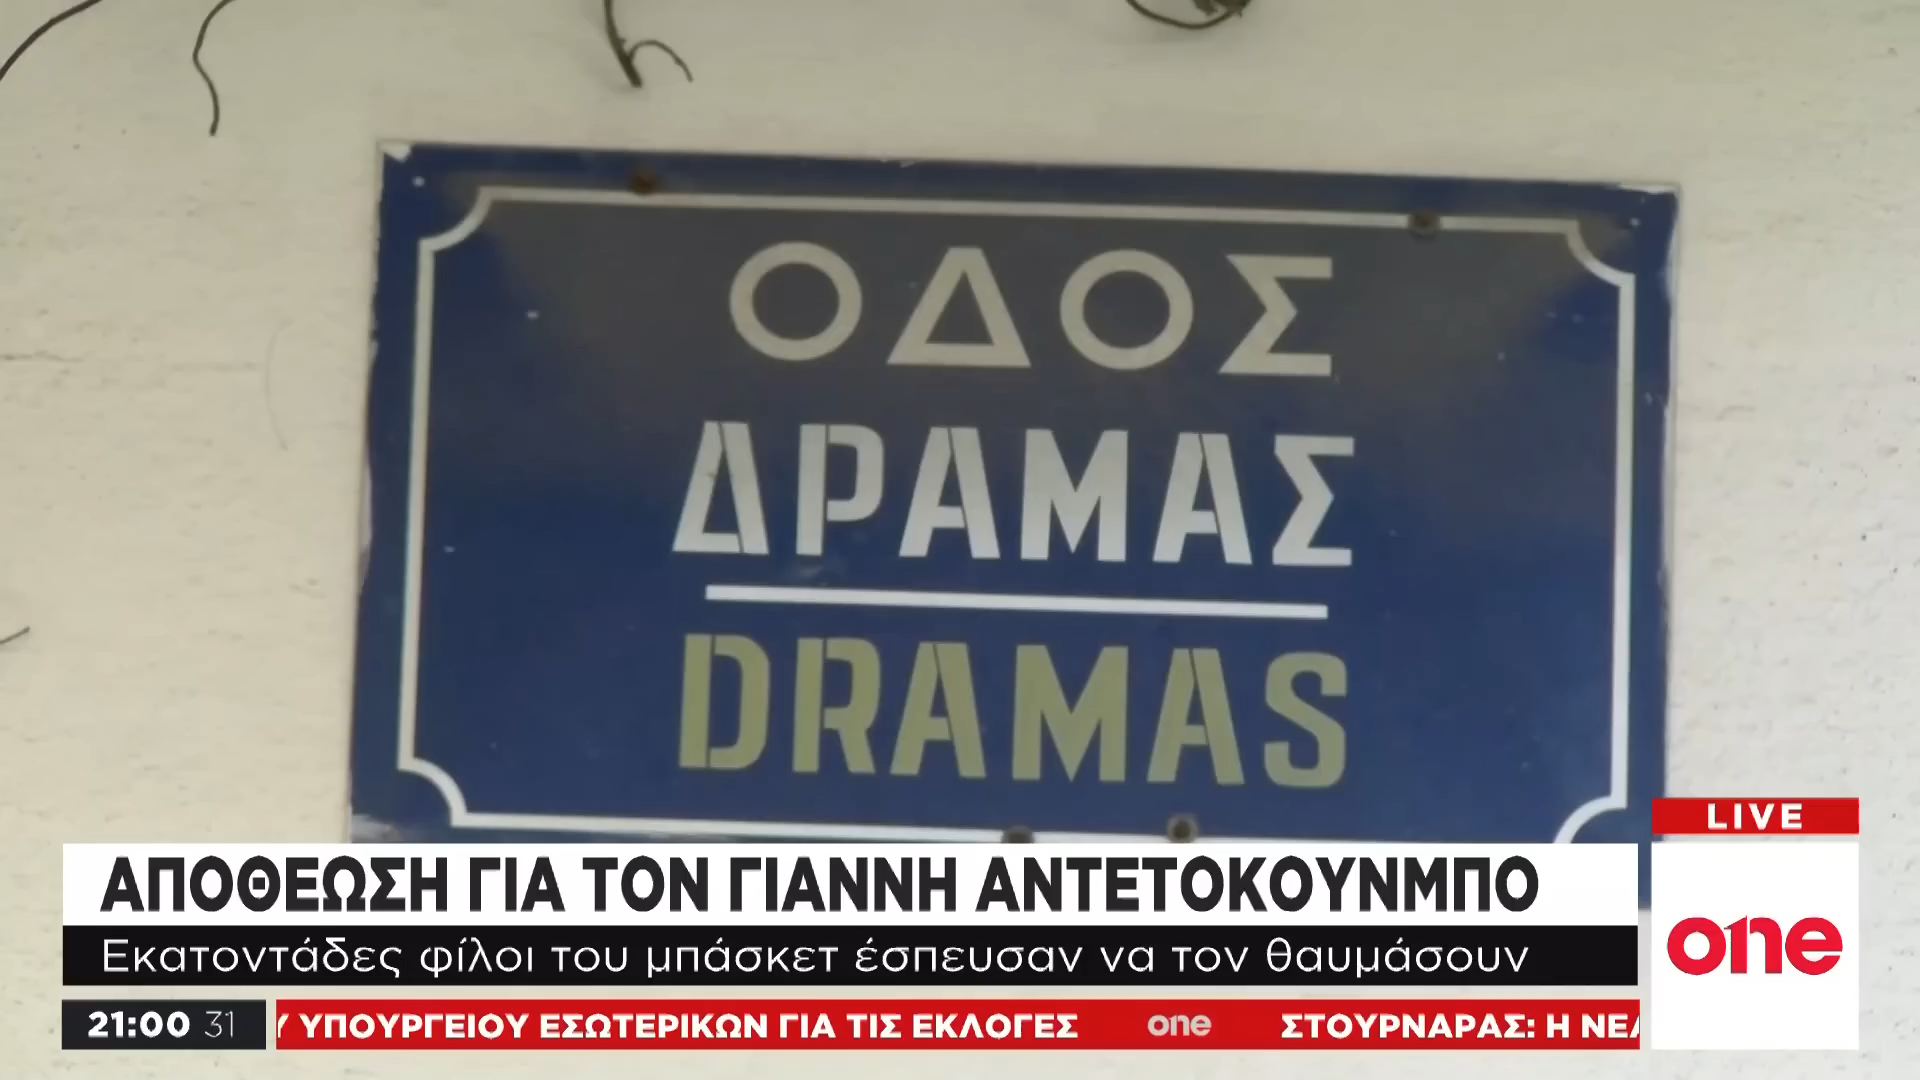 ΟΔΟΣ
ΔΡΑΜΑΣ
DRAMAS
LIVE
ΑΠΟΘΕΩΣΗ ΓΙΑ ΤΟΝ ΓΙΑΝΝΗ ΑΝΤΕΤΟΚΟΥΝΜΠΟ
Εκατοντάδες φίλοι του μπάσκετ έσπευσαν να τον θαυμάσουν
one
21:00 31
ΥΠΟΥΡΓΕΙΟΥ ΕΣΩΤΕΡΙΚΩΝ ΓΙΑ ΤΙΣ ΕΚΛΟΓΕΣ one ΣΤΟΥΡΝΑΡΑΣ: Η